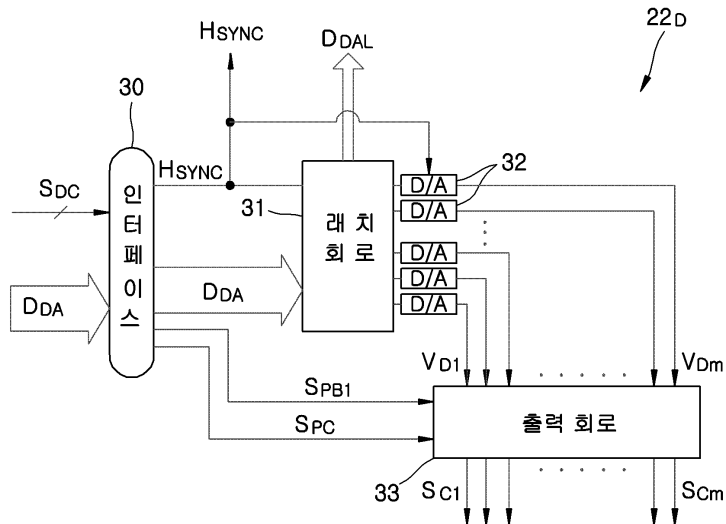 22D
HSYNC
DDAL
30
HSYNC
SDC
인터페이스
31
래치
회로
D/A
32
D/A
D/A
D/A
D/A
DDA
DDA
VD1
VDm
SPB1
SPC
출력 회로
33
SC1
SCm